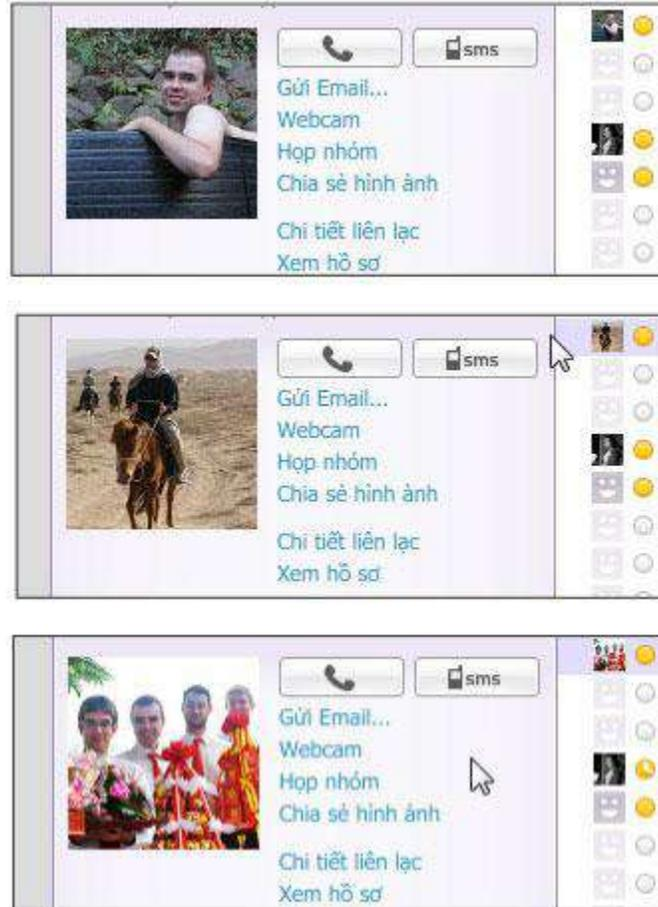 sms
Gửi Email...
Webcam
Họp nhóm
Chia sẻ hình ảnh
Chi tiết liên lạc
Xem hồ sơ
sms
Gửi Email...
Webcam
Họp nhóm
Chia sẻ hình ảnh
Chi tiết liên lạc
Xem hồ sơ
sms
Gửi Email...
Webcam
Họp nhóm
Chia sẻ hình ảnh
Chi tiết liên lạc
Xem hồ sơ